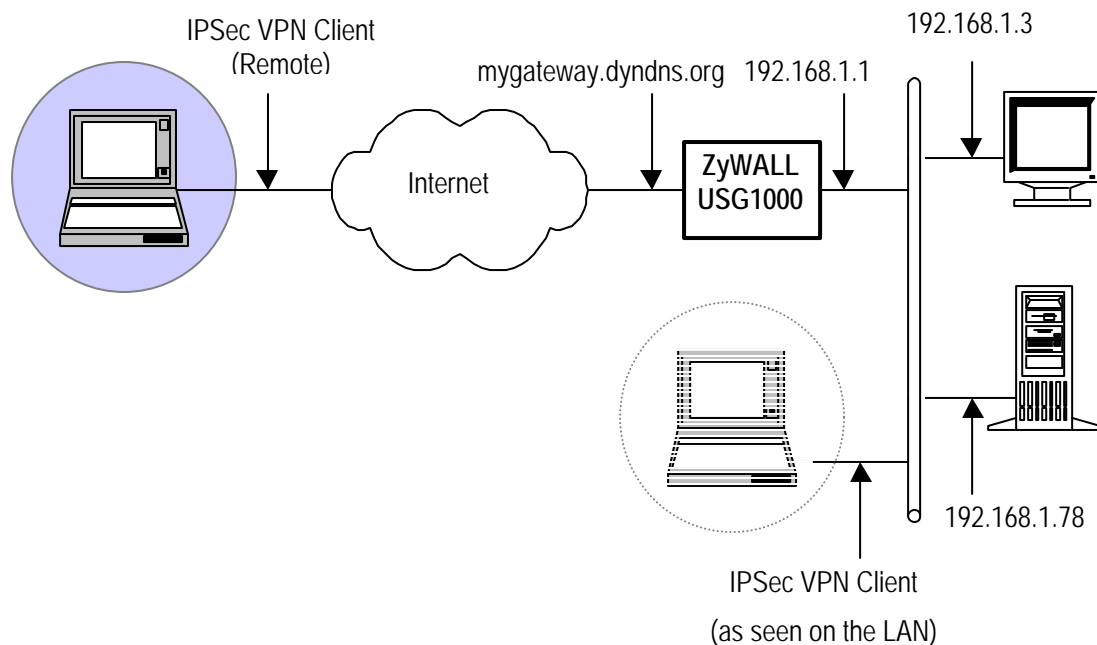 IPSec VPN Client
(Remote)
192.168.1.3
mygateway.dyndns.org
192.168.1.1
Internet
ZyWALL
USG1000
192.168.1.78
IPSec VPN Client
(as seen on the LAN)